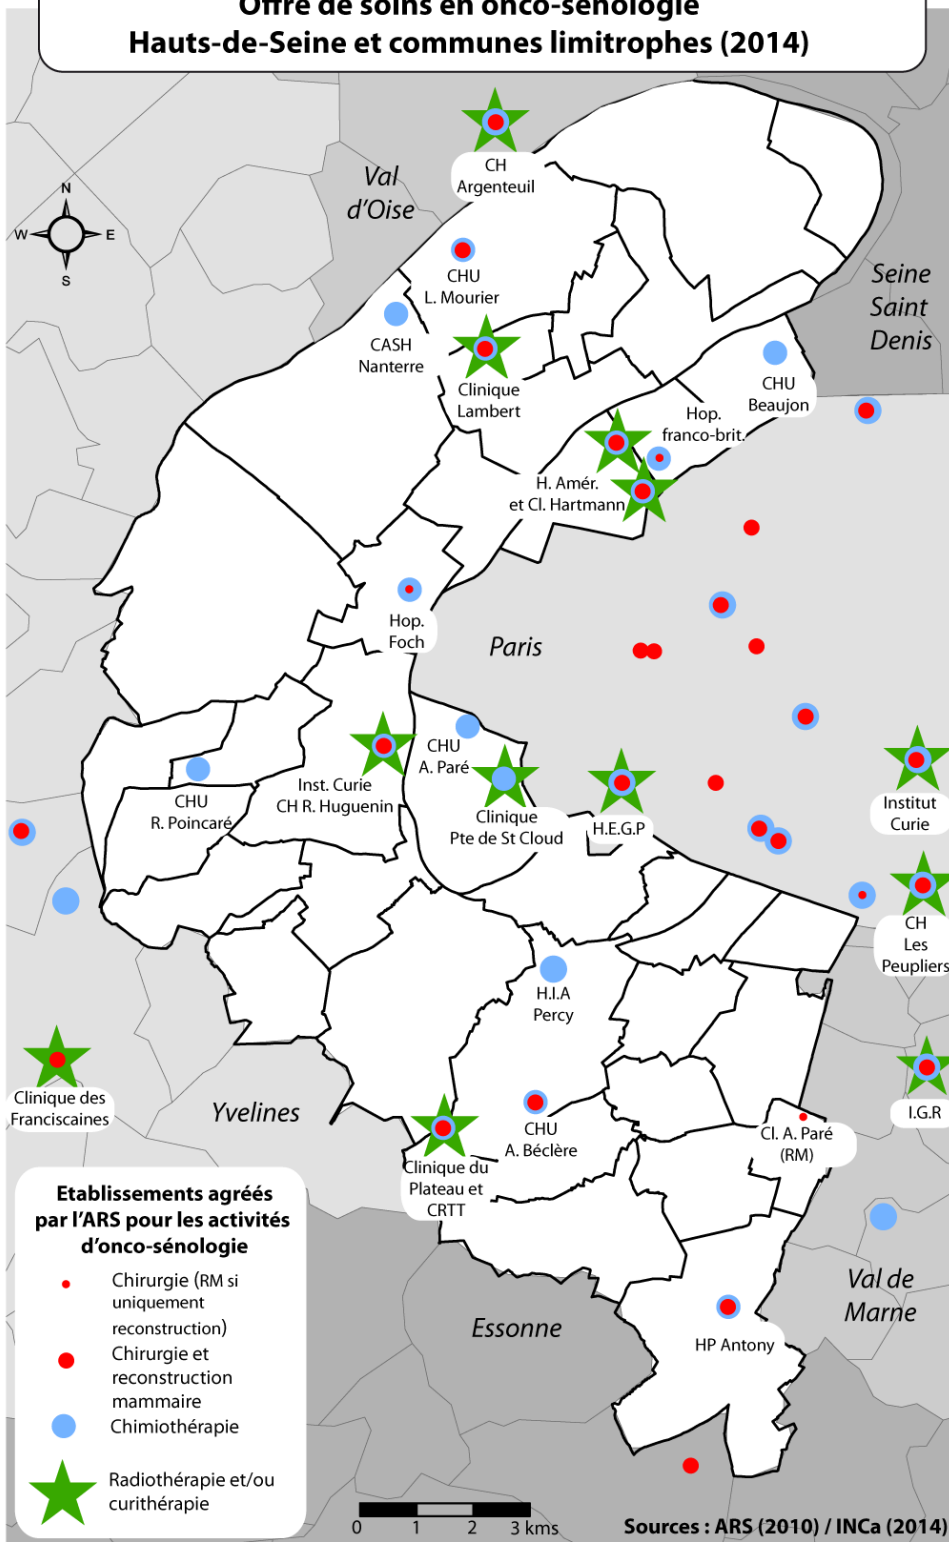 Offre de soins en onco-sénologie
Hauts-de-Seine et communes limitrophes (2014)
CH
Argenteuil
Val
d'Oise
N
W
E
S
CHU
L. Mourier
Seine
Saint
Denis
CASH
Nanterre
Clinique
Lambert
CHU
Beaujon
Hop.
franco-brit.
H. Amér.
et Cl. Hartmann
Hop.
Foch
Paris
CHU
A. Paré
Inst. Curie
CH R. Huguenin
CHU
R. Poincaré
Clinique
Pte de St Cloud
H.E.G.P
Institut
Curie
CH
Les
Peupliers
H.I.A
Percy
Clinique des
Franciscaines
Yvelines
I.G.R
CHU
A. Béclère
Cl. A. Paré
(RM)
Clinique du
Plateau et
CRTT
Etablissements agréés
par l'ARS pour les activités
d'onco-sénologie
Chirurgie (RM si
uniquement
reconstruction)
Chirurgie et
reconstruction
mammaire
Chimiothérapie
Radiothérapie et/ou
curithérapie
Essonne
Val de
Marne
HP Antony
0 1 2 3 kms
Sources : ARS (2010) / INCa (2014)